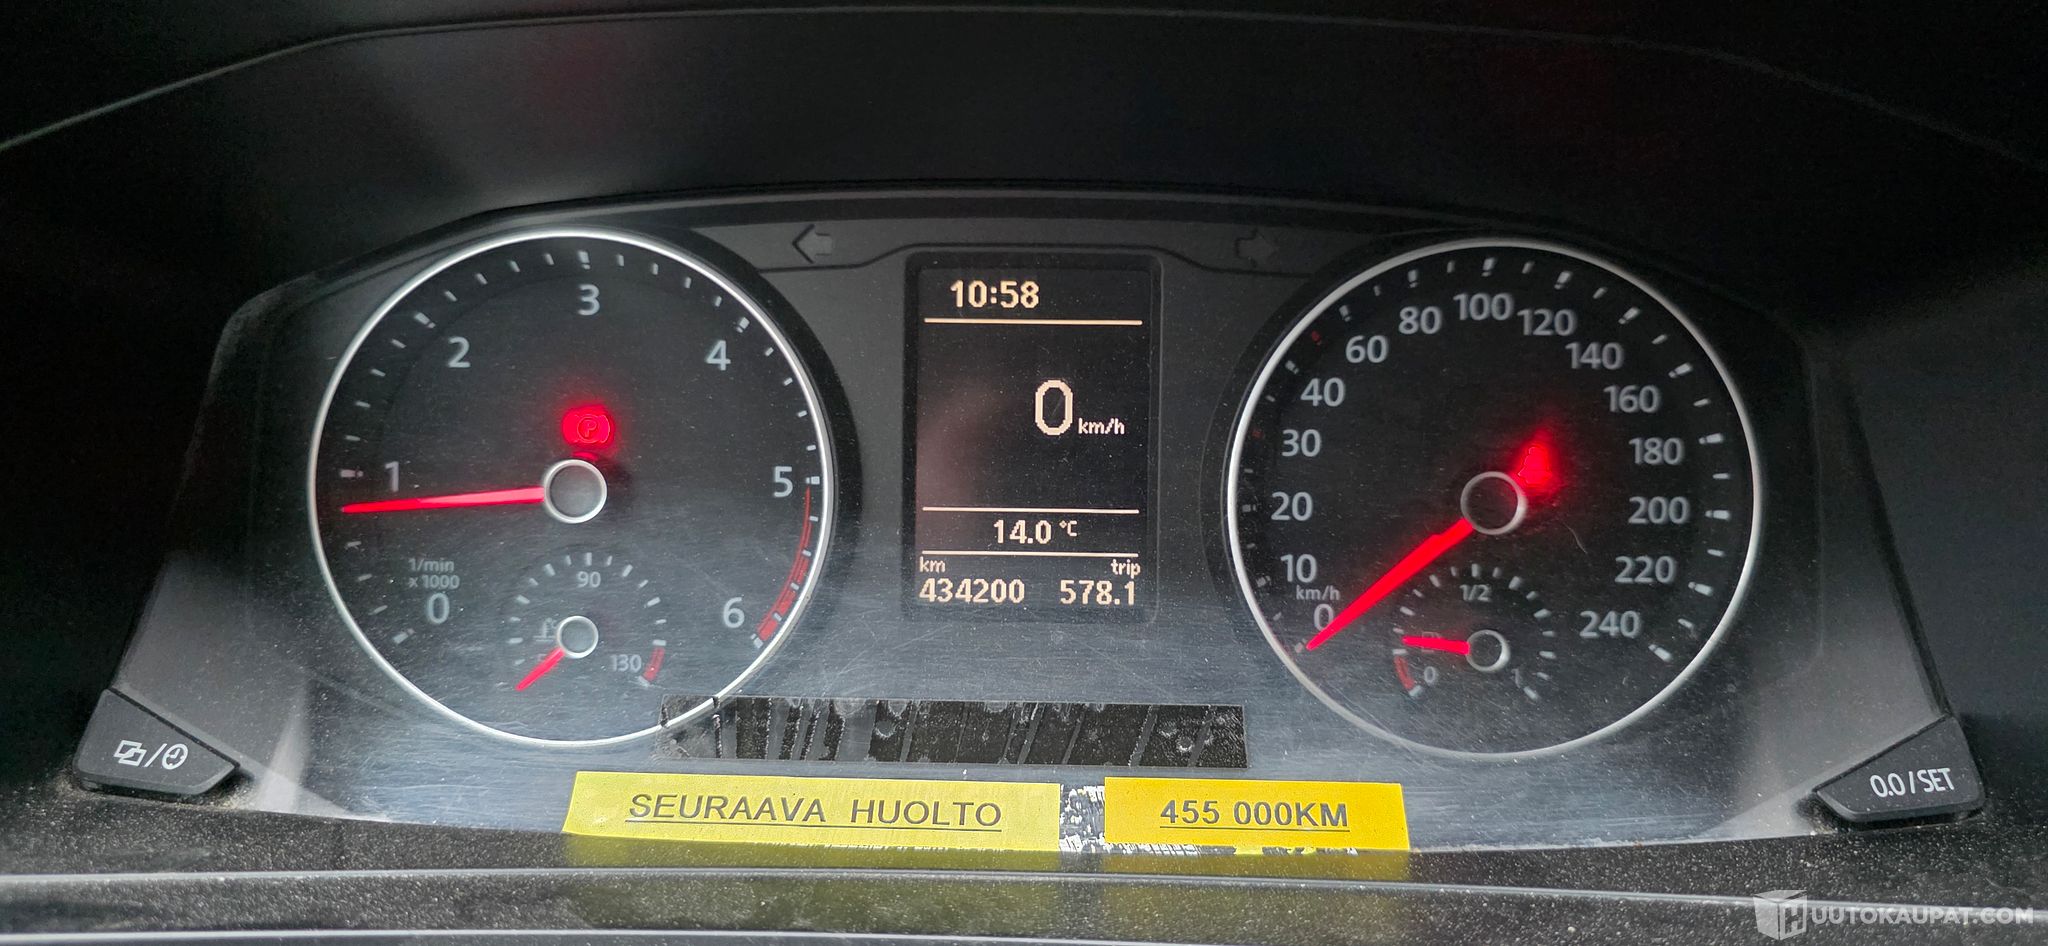 10:58
0 km/h
14.0 °C
km trip
434200 578.1
0 1 2 3 4 5 6
1/min
x 1000
90
130
0 10 20 30 40 60 80 100 120 140 160 180 200 220 240
km/h
1/2
0
1
P
0.0 / SET
SEURAAVA HUOLTO 455 000KM
HUUTOKAUPAT.COM